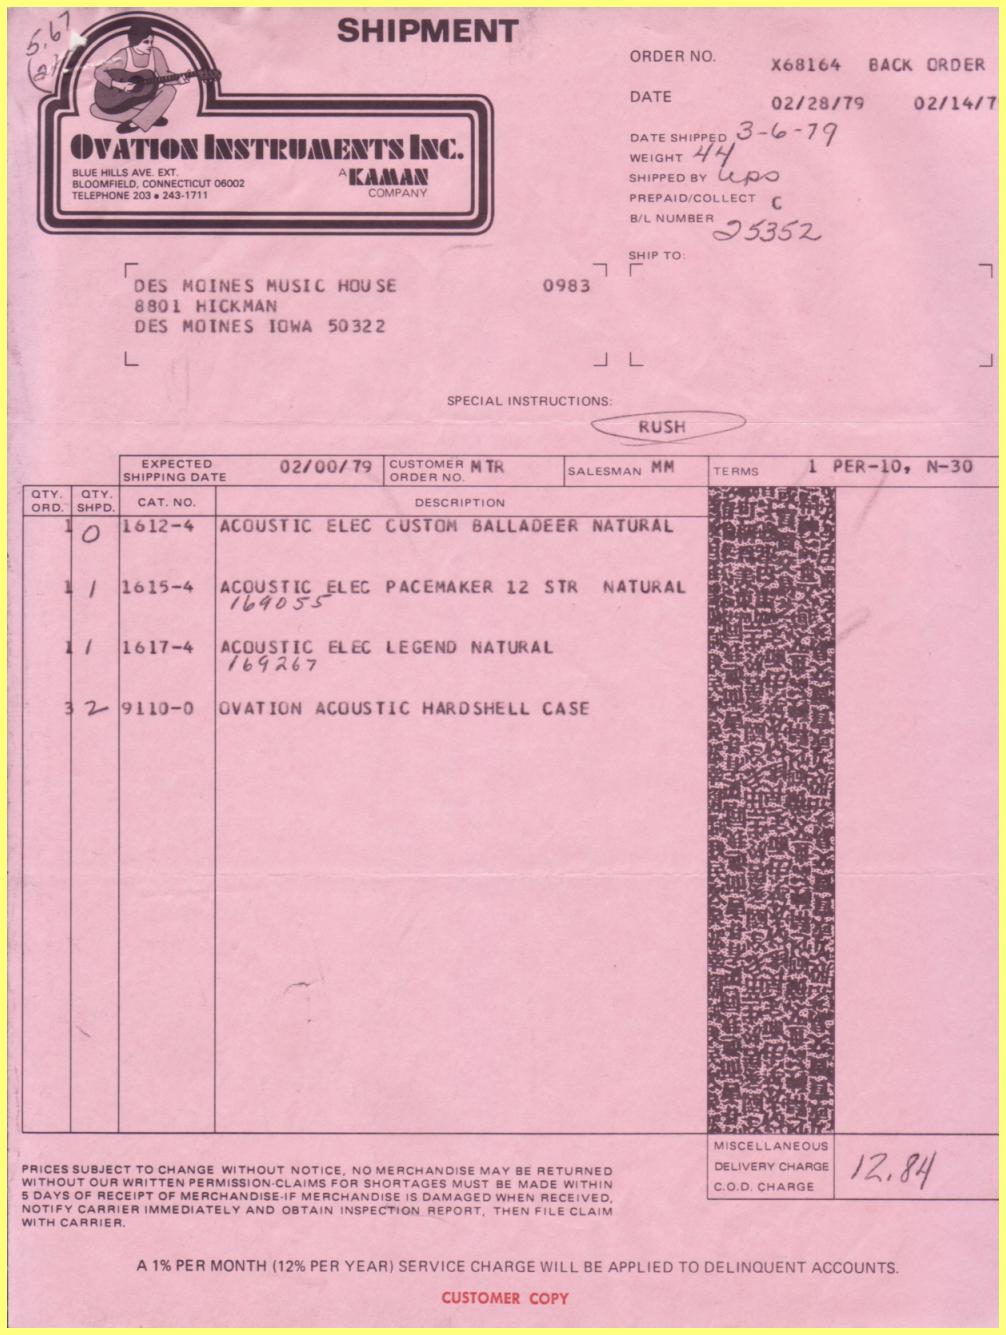 5.67
SHIPMENT
ORDER NO. X68164 BACK ORDER
DATE 02/28/79 02/14/7
OVATION INSTRUMENTS INC.
BLUE HILLS AVE. EXT.
BLOOMFIELD, CONNECTICUT 06002
TELEPHONE 203 • 243-1711
A KAMAN COMPANY
DATE SHIPPED 3-6-79
WEIGHT 44
SHIPPED BY ups
PREPAID/COLLECT C
B/L NUMBER 25352
SHIP TO:
DES MOINES MUSIC HOUSE 0983
8801 HICKMAN
DES MOINES IOWA 50322
SPECIAL INSTRUCTIONS:
RUSH
EXPECTED SHIPPING DATE 02/00/79 CUSTOMER ORDER NO. MTR SALESMAN MM TERMS 1 PER-10, N-30
QTY. ORD. QTY. SHPD. CAT. NO. DESCRIPTION
1 0 1612-4 ACOUSTIC ELEC CUSTOM BALLADEER NATURAL
1 1 1615-4 ACOUSTIC ELEC PACEMAKER 12 STR NATURAL
169055
1 1 1617-4 ACOUSTIC ELEC LEGEND NATURAL
169267
3 2 9110-0 OVATION ACOUSTIC HARDSHELL CASE
MISCELLANEOUS
DELIVERY CHARGE 12.84
C.O.D. CHARGE
PRICES SUBJECT TO CHANGE WITHOUT NOTICE, NO MERCHANDISE MAY BE RETURNED
WITHOUT OUR WRITTEN PERMISSION-CLAIMS FOR SHORTAGES MUST BE MADE WITHIN
5 DAYS OF RECEIPT OF MERCHANDISE-IF MERCHANDISE IS DAMAGED WHEN RECEIVED,
NOTIFY CARRIER IMMEDIATELY AND OBTAIN INSPECTION REPORT, THEN FILE CLAIM
WITH CARRIER.
A 1% PER MONTH (12% PER YEAR) SERVICE CHARGE WILL BE APPLIED TO DELINQUENT ACCOUNTS.
CUSTOMER COPY